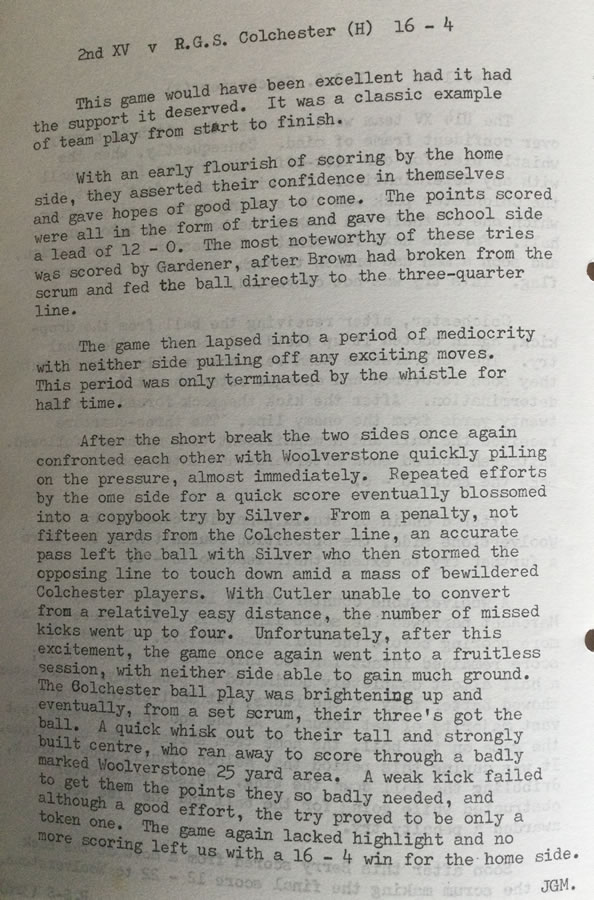 2nd XV v R.G.S. Colchester (H) 16 - 4
This game would have been excellent had it had
the support it deserved. It was a classic example
of team play from start to finish.
With an early flourish of scoring by the home
side, they asserted their confidence in themselves
and gave hopes of good play to come. The points scored
were all in the form of tries and gave the school side
a lead of 12 - 0. The most noteworthy of these tries
was scored by Gardener, after Brown had broken from the
scrum and fed the ball directly to the three-quarter
line.
The game then lapsed into a period of mediocrity
with neither side pulling off any exciting moves.
This period was only terminated by the whistle for
half time.
After the short break the two sides once again
confronted each other with Woolverstone quickly piling
on the pressure, almost immediately. Repeated efforts
by the ome side for a quick score eventually blossomed
into a copybook try by Silver. From a penalty, not
fifteen yards from the Colchester line, an accurate
pass left the ball with Silver who then stormed the
opposing line to touch down amid a mass of bewildered
Colchester players. With Cutler unable to convert
from a relatively easy distance, the number of missed
kicks went up to four. Unfortunately, after this
excitement, the game once again went into a fruitless
session, with neither side able to gain much ground.
The Colchester ball play was brightening up and
eventually, from a set scrum, their three's got the
ball. A quick whisk out to their tall and strongly
built centre, who ran away to score through a badly
marked Woolverstone 25 yard area. A weak kick failed
to get them the points they so badly needed, and
although a good effort, the try proved to be only a
token one. The game again lacked highlight and no
more scoring left us with a 16 - 4 win for the home side.
JGM.